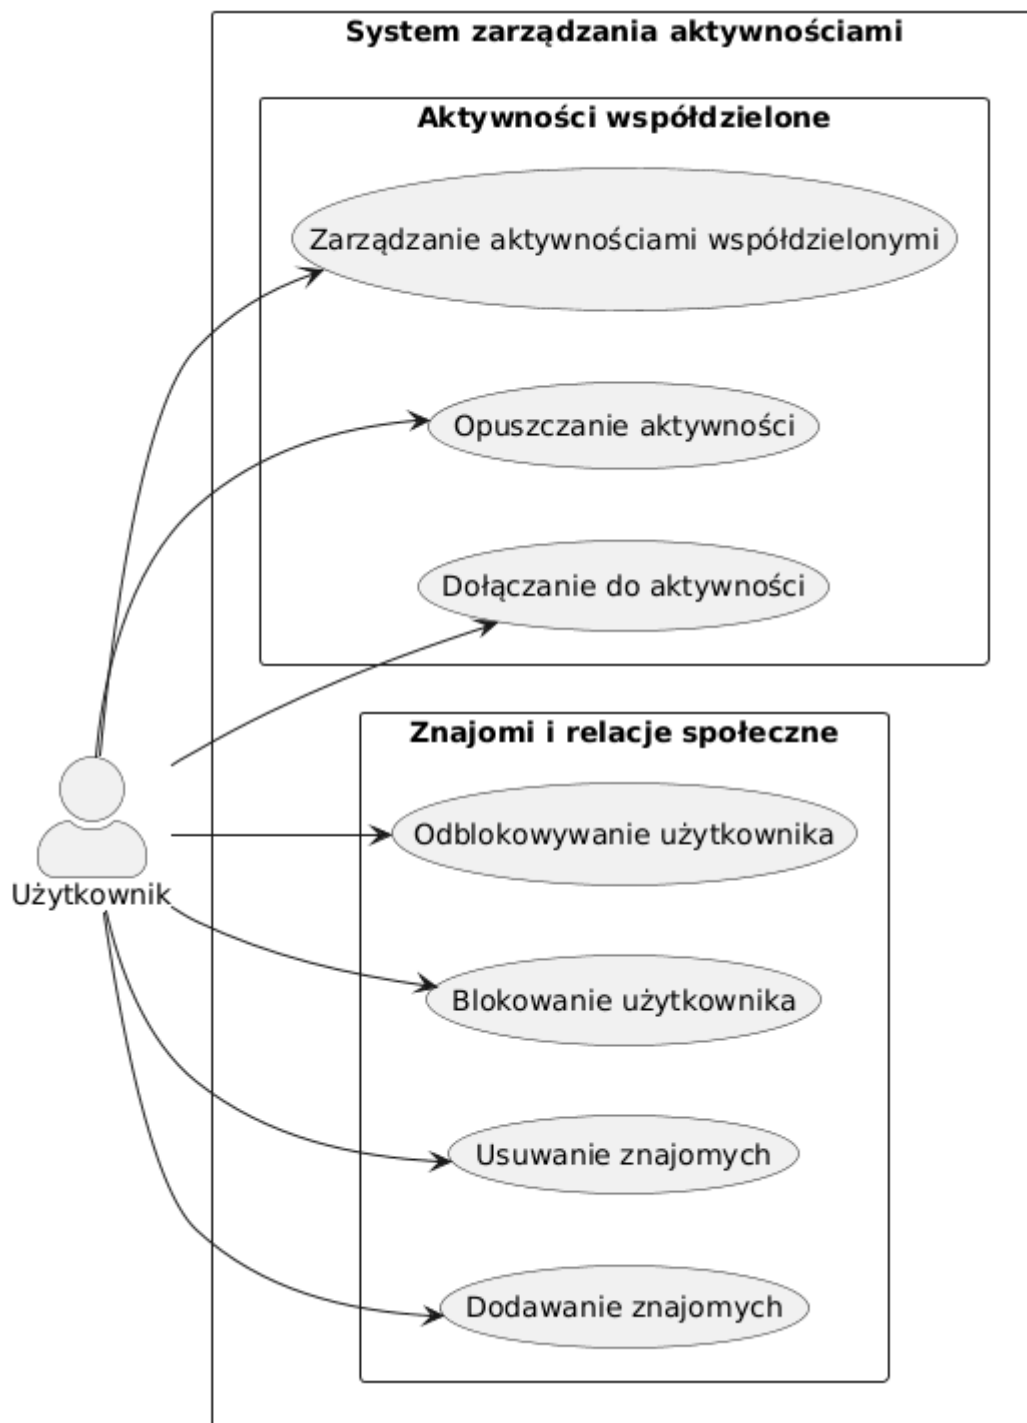 System zarządzania aktywnościami
Aktywności współdzielone
Zarządzanie aktywnościami współdzielonymi
Opuszczanie aktywności
Dołączanie do aktywności
Znajomi i relacje społeczne
Odblokowywanie użytkownika
Użytkownik
Blokowanie użytkownika
Usuwanie znajomych
Dodawanie znajomych